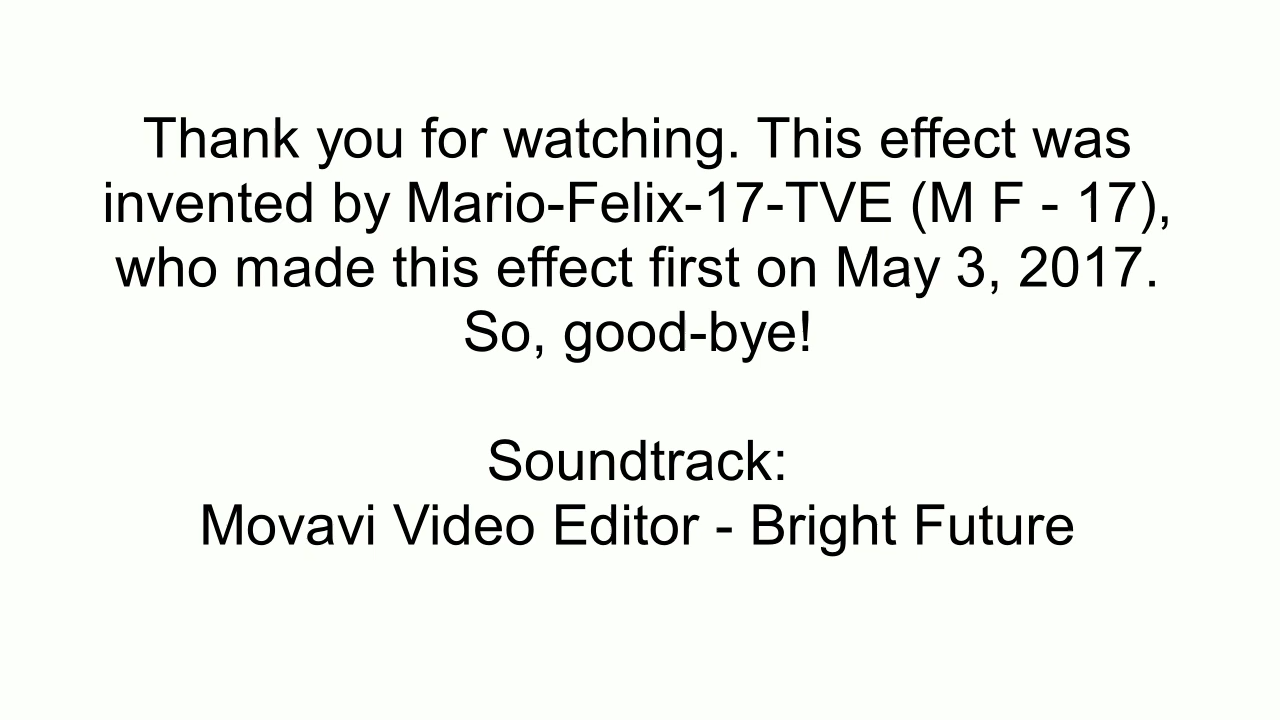 Thank you for watching. This effect was
invented by Mario-Felix-17-TVE (M F - 17),
who made this effect first on May 3, 2017.
So, good-bye!
Soundtrack:
Movavi Video Editor - Bright Future